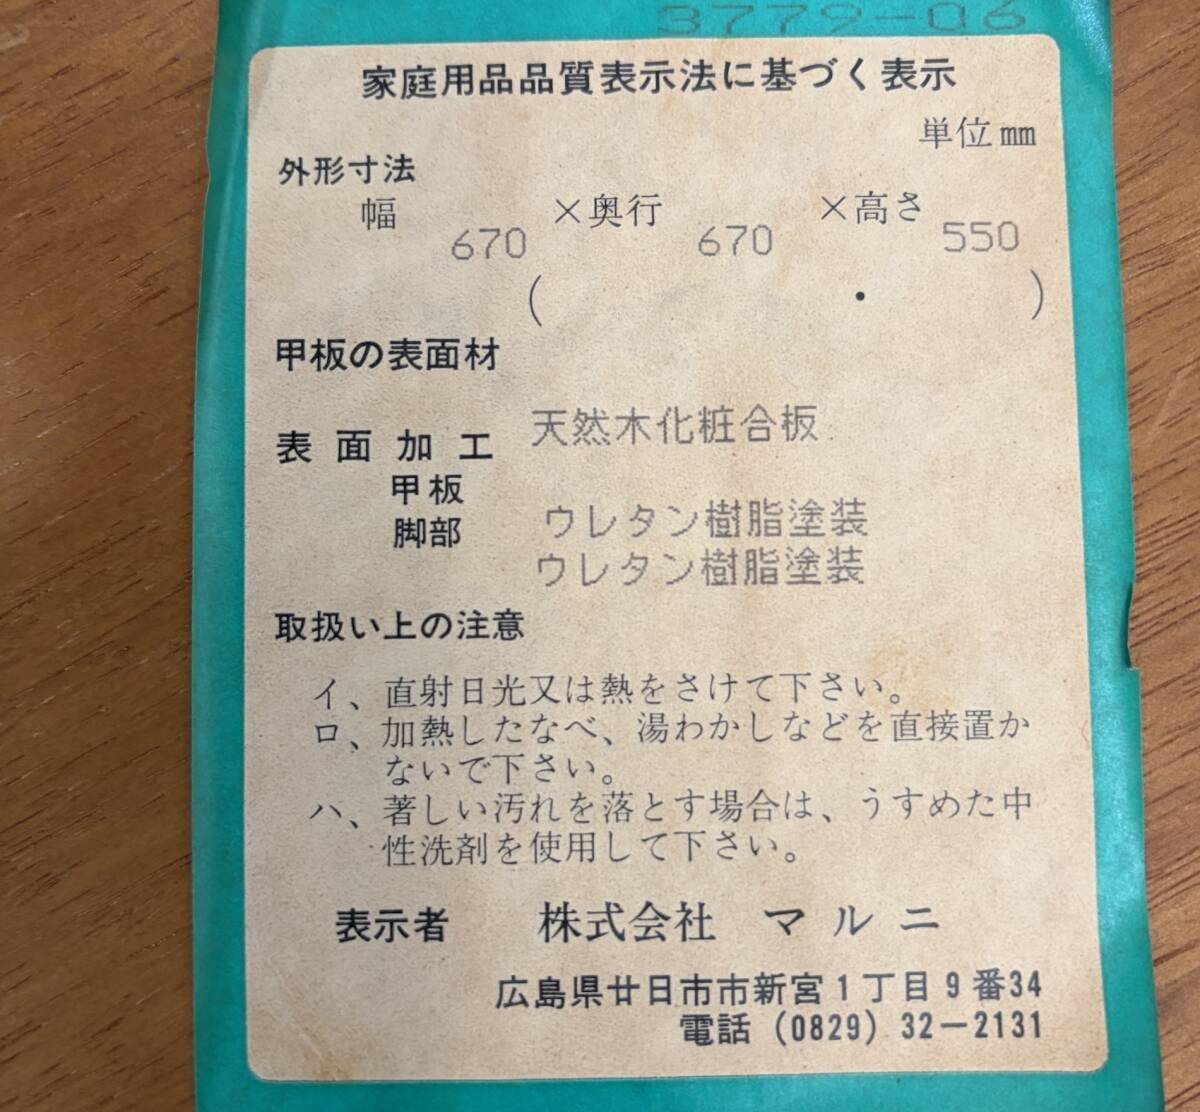 3779-06
家庭用品品質表示法に基づく表示
単位mm
外形寸法
幅 670 ×奥行 670 ×高さ 550
( ・ )
甲板の表面材
天然木化粧合板
表面加工
甲板 ウレタン樹脂塗装
脚部 ウレタン樹脂塗装
取扱い上の注意
イ、直射日光又は熱をさけて下さい。
ロ、加熱したなべ、湯わかしなどを直接置か
ないで下さい。
ハ、著しい汚れを落とす場合は、うすめた中
性洗剤を使用して下さい。
表示者 株式会社 マルニ
広島県廿日市市新宮1丁目9番34
電話(0829)32-2131